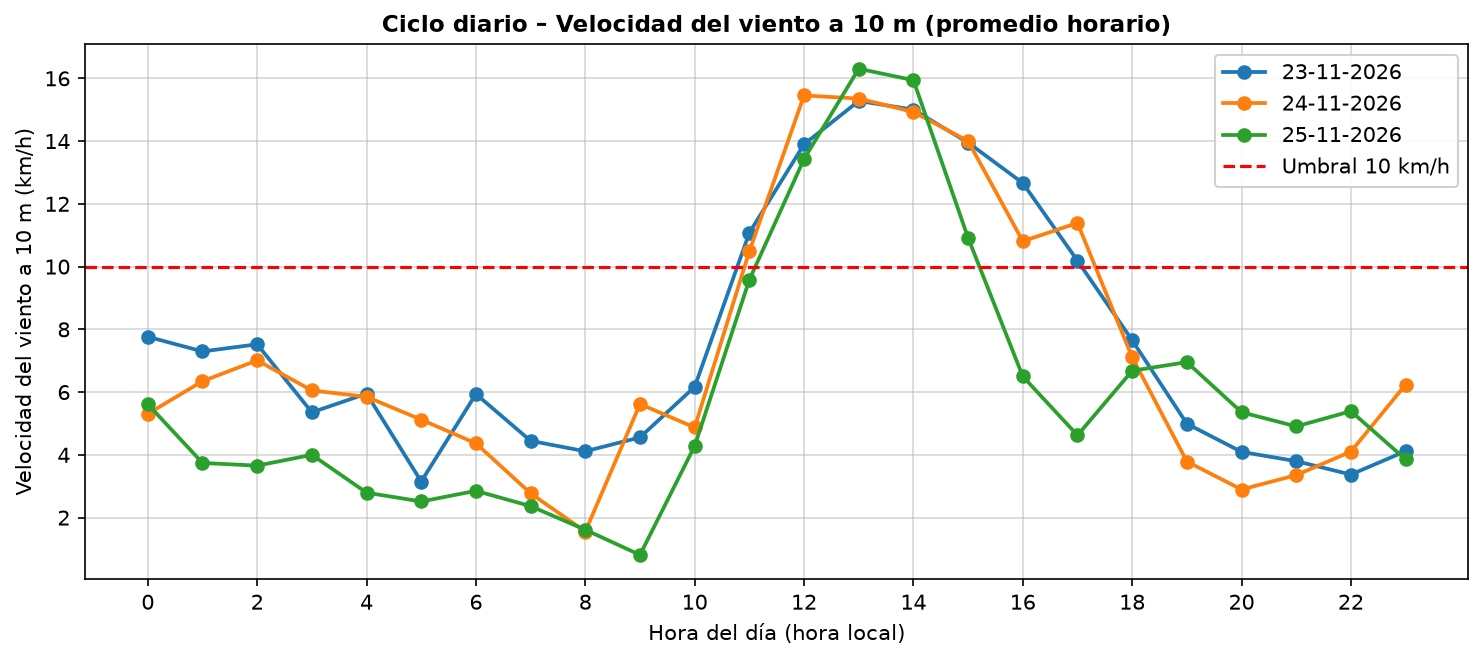 Ciclo diario – Velocidad del viento a 10 m (promedio horario)
23-11-2026
24-11-2026
25-11-2026
Umbral 10 km/h
Velocidad del viento a 10 m (km/h)
16
14
12
10
8
6
4
2
0 2 4 6 8 10 12 14 16 18 20 22
Hora del día (hora local)